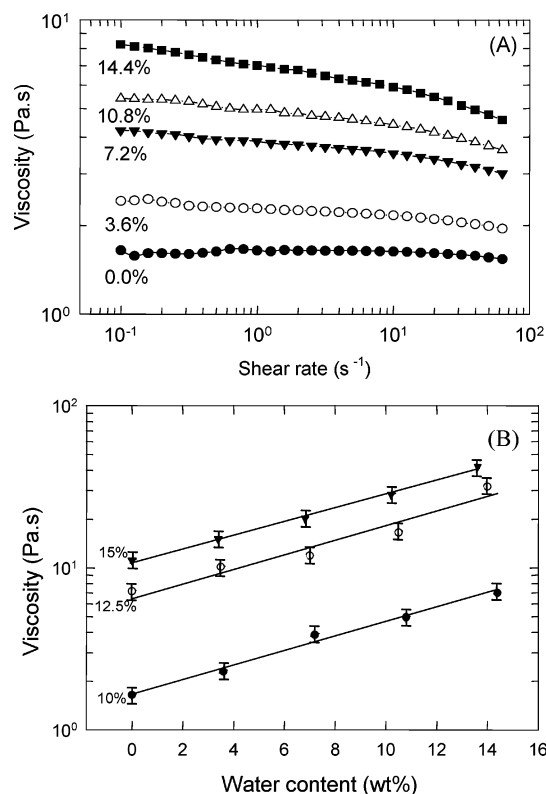 (A)
10¹
14.4%
10.8%
7.2%
3.6%
0.0%
10⁰
Viscosity (Pa.s)
10⁻¹ 10⁰ 10¹ 10²
Shear rate (s⁻¹)
(B)
10²
15%
10¹
12.5%
10%
10⁰
Viscosity (Pa.s)
0 2 4 6 8 10 12 14 16
Water content (wt%)